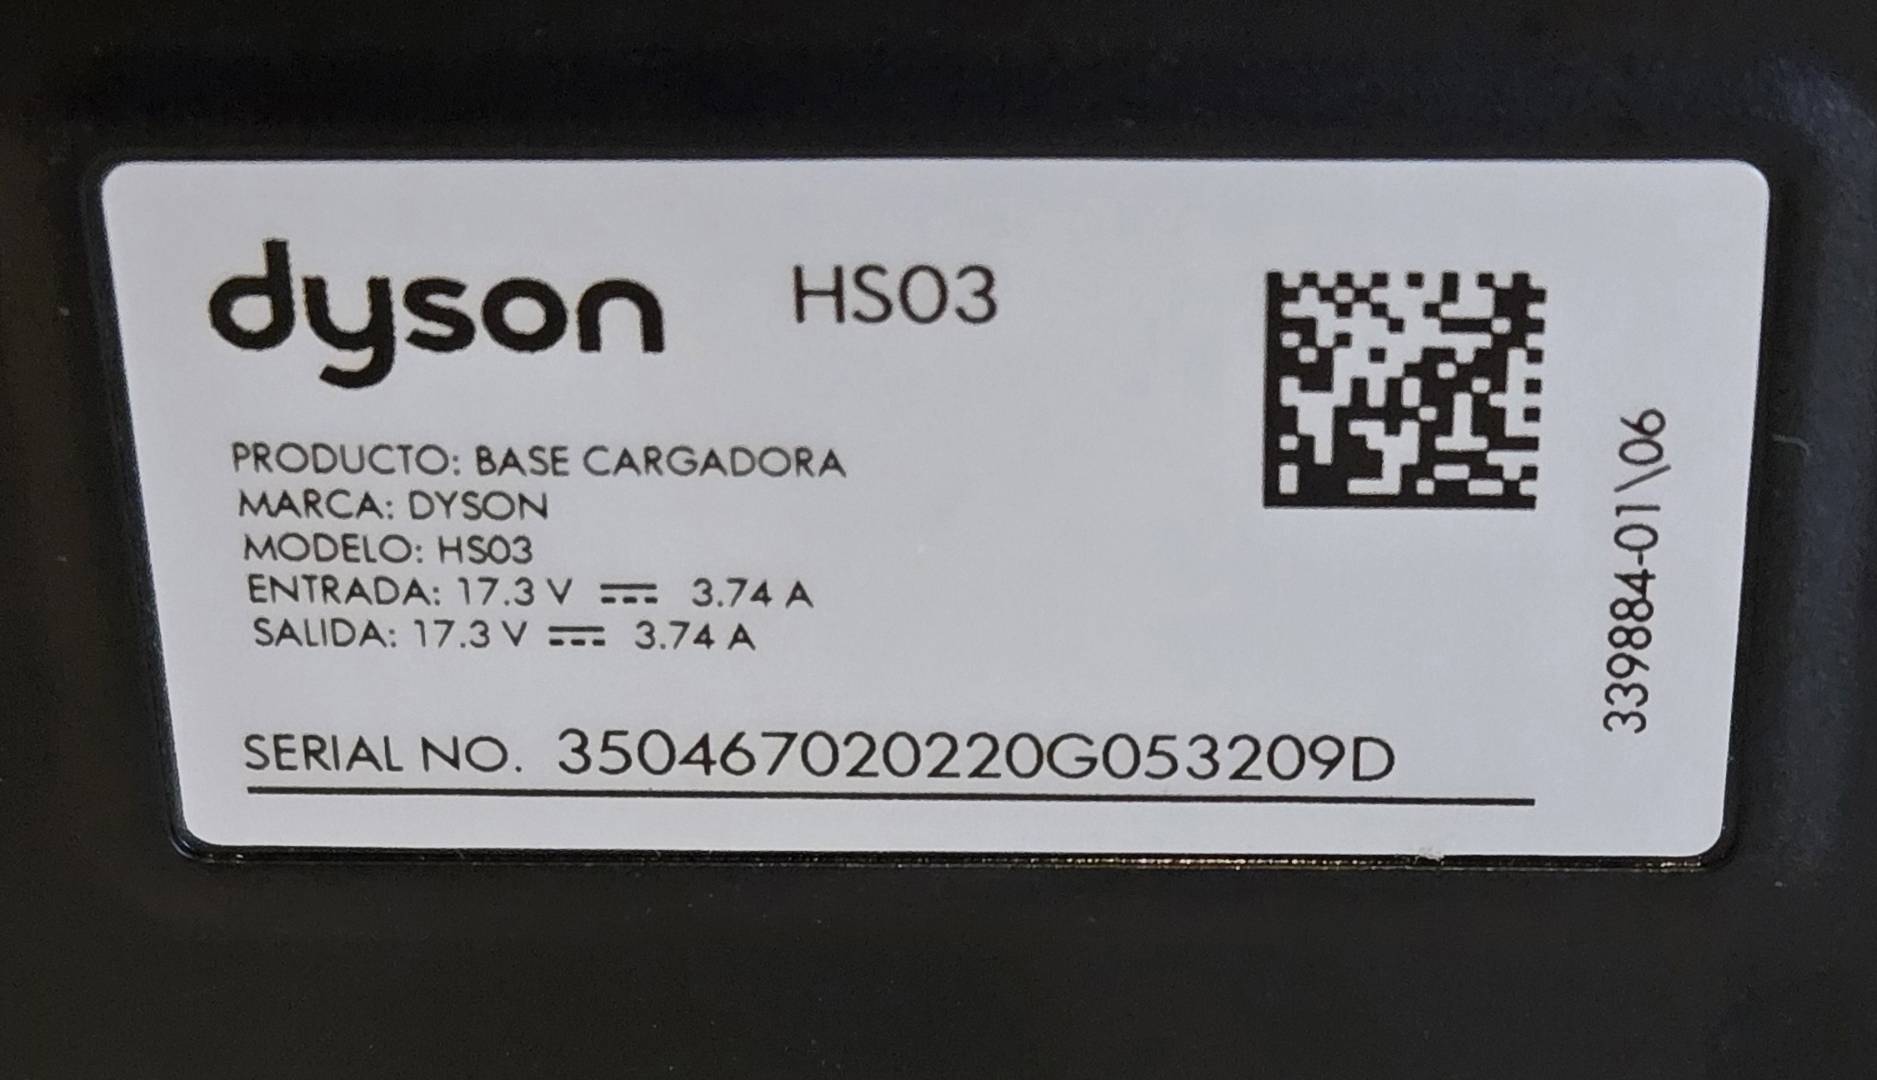 dyson HS03
PRODUCTO: BASE CARGADORA
MARCA: DYSON
MODELO: HS03
ENTRADA: 17.3 V ⎓ 3.74 A
SALIDA: 17.3 V ⎓ 3.74 A
SERIAL NO. 350467020220G053209D
339884-01\06